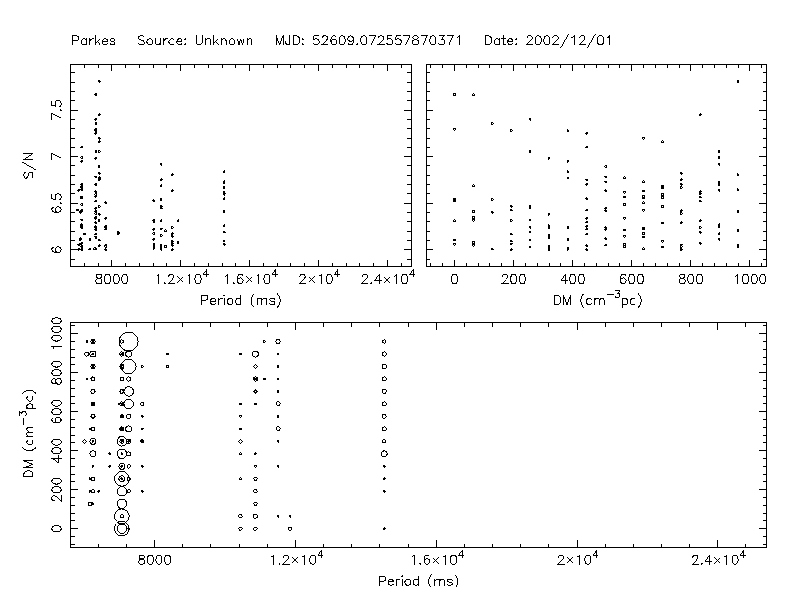 Parkes Source: Unknown MJD: 52609.072557870371 Date: 2002/12/01
S/N
6 6.5 7 7.5
8000 1.2×10⁴ 1.6×10⁴ 2×10⁴ 2.4×10⁴
Period (ms)
0 200 400 600 800 1000
DM (cm⁻³pc)
DM (cm⁻³pc)
0 200 400 600 800 1000
8000 1.2×10⁴ 1.6×10⁴ 2×10⁴ 2.4×10⁴
Period (ms)